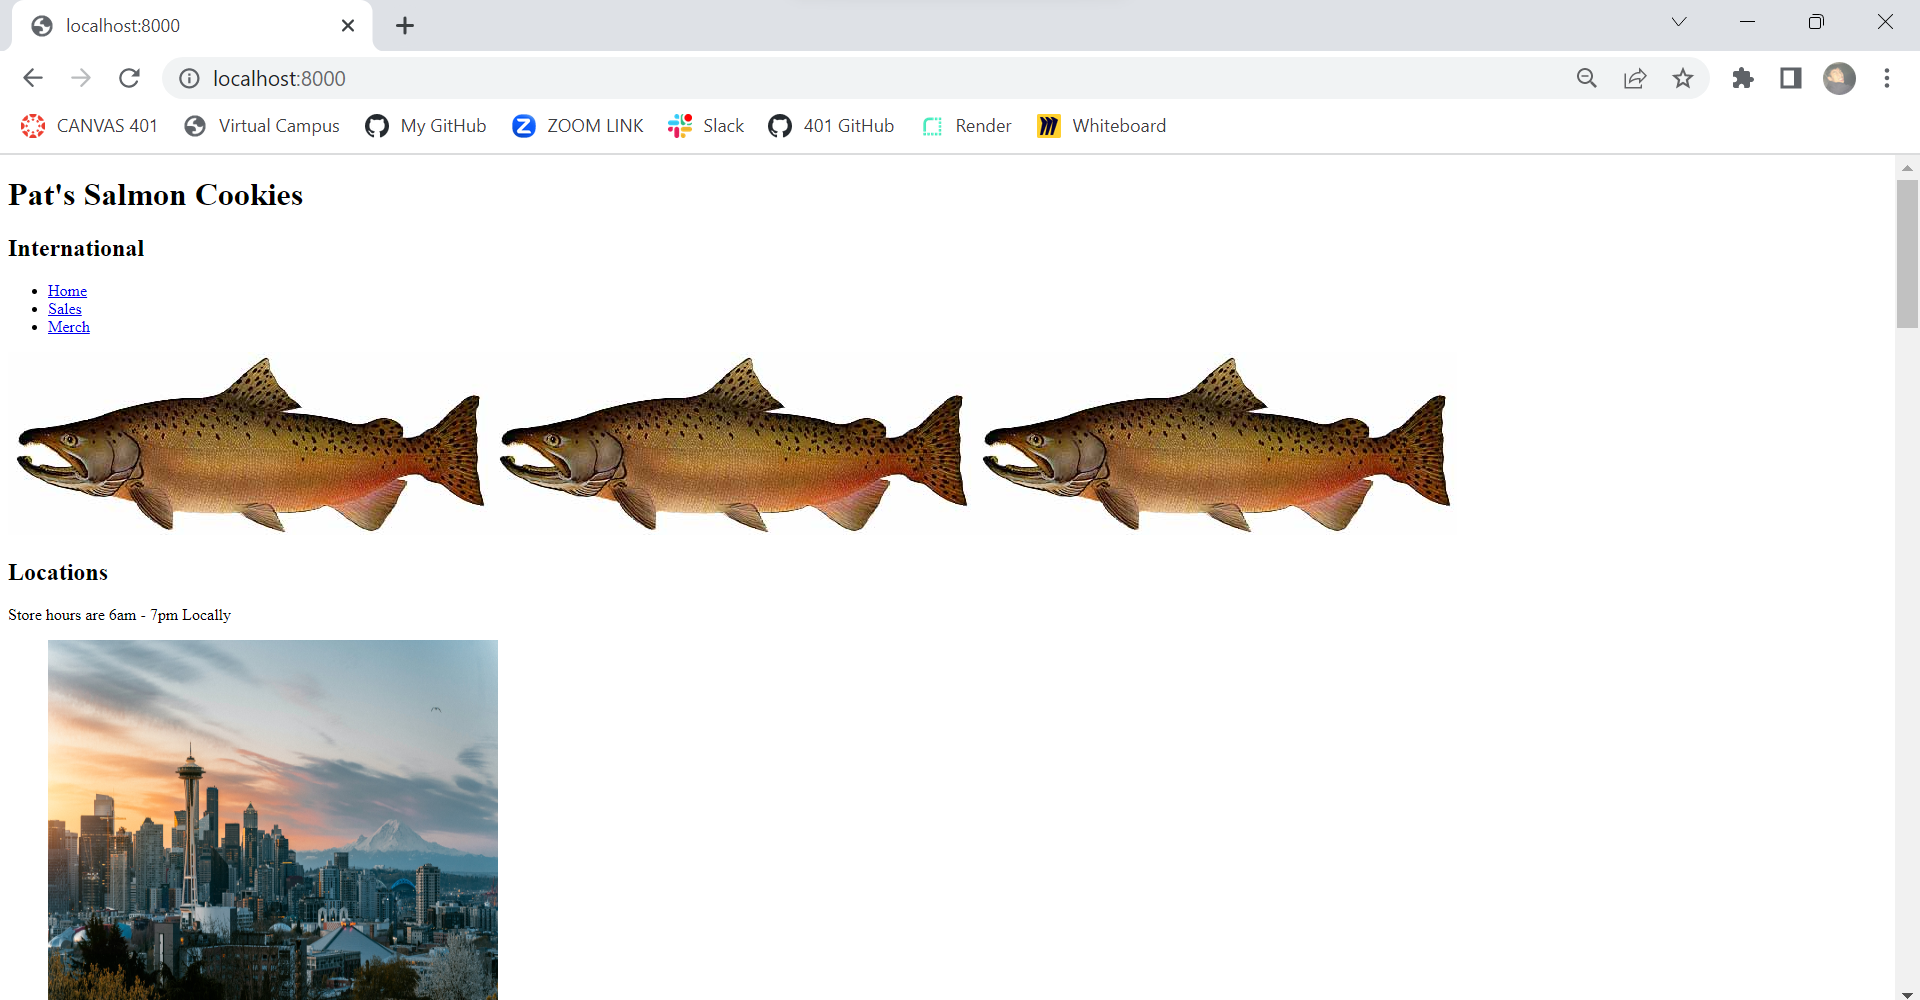 localhost:8000
localhost:8000
CANVAS 401 Virtual Campus My GitHub ZOOM LINK Slack 401 GitHub Render Whiteboard
Pat's Salmon Cookies
International
Home
Sales
Merch
Locations
Store hours are 6am - 7pm Locally